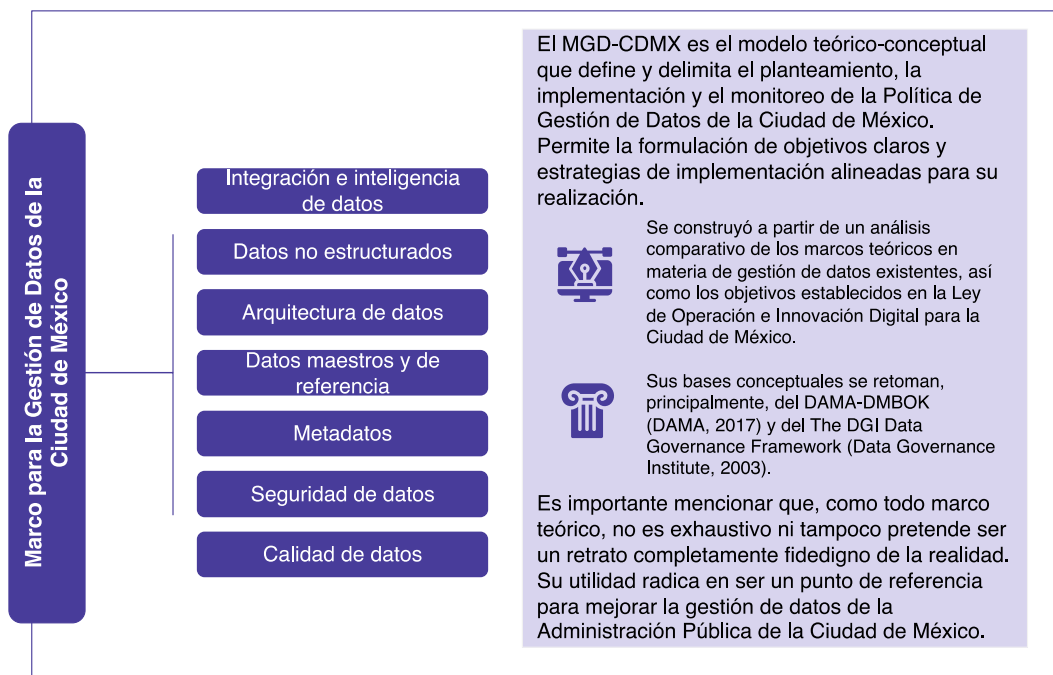 Marco para la Gestión de Datos de la
Ciudad de México
Integración e inteligencia
de datos
Datos no estructurados
Arquitectura de datos
Datos maestros y de
referencia
Metadatos
Seguridad de datos
Calidad de datos
El MGD-CDMX es el modelo teórico-conceptual
que define y delimita el planteamiento, la
implementación y el monitoreo de la Política de
Gestión de Datos de la Ciudad de México.
Permite la formulación de objetivos claros y
estrategias de implementación alineadas para su
realización.
Se construyó a partir de un análisis
comparativo de los marcos teóricos en
materia de gestión de datos existentes, así
como los objetivos establecidos en la Ley
de Operación e Innovación Digital para la
Ciudad de México.
Sus bases conceptuales se retoman,
principalmente, del DAMA-DMBOK
(DAMA, 2017) y del The DGI Data
Governance Framework (Data Governance
Institute, 2003).
Es importante mencionar que, como todo marco
teórico, no es exhaustivo ni tampoco pretende ser
un retrato completamente fidedigno de la realidad.
Su utilidad radica en ser un punto de referencia
para mejorar la gestión de datos de la
Administración Pública de la Ciudad de México.